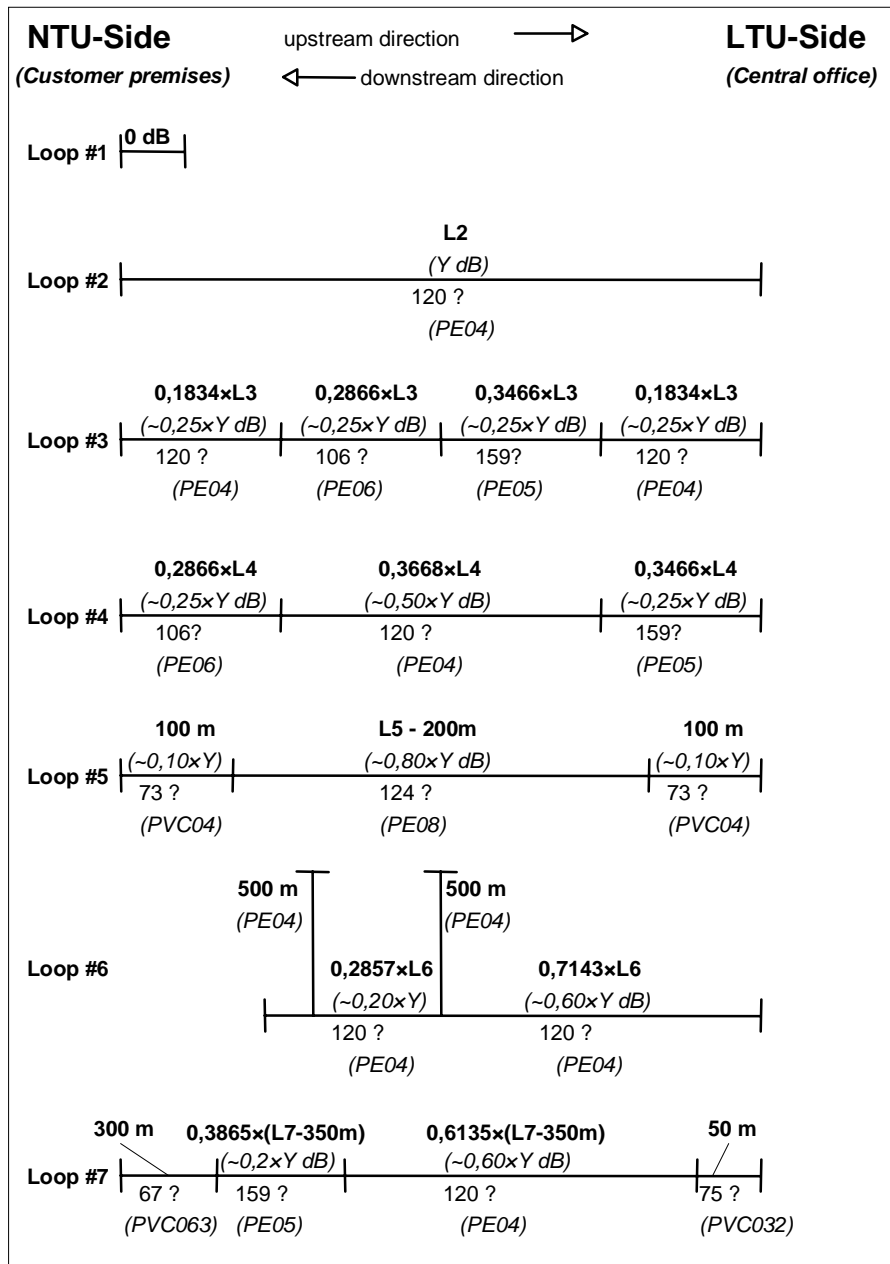 NTU-Side upstream direction LTU-Side
(Customer premises) downstream direction (Central office)
0 dB
Loop #1
L2
(Y dB)
Loop #2
120 ?
(PE04)
0,1834×L3 0,2866×L3 0,3466×L3 0,1834×L3
(~0,25×Y dB) (~0,25×Y dB) (~0,25×Y dB) (~0,25×Y dB)
Loop #3
120 ? 106 ? 159? 120 ?
(PE04) (PE06) (PE05) (PE04)
0,2866×L4 0,3668×L4 0,3466×L4
(~0,25×Y dB) (~0,50×Y dB) (~0,25×Y dB)
Loop #4
106? 120 ? 159?
(PE06) (PE04) (PE05)
100 m L5 - 200m 100 m
(~0,10×Y) (~0,80×Y dB) (~0,10×Y)
Loop #5
73 ? 124 ? 73 ?
(PVC04) (PE08) (PVC04)
500 m 500 m
(PE04) (PE04)
Loop #6 0,2857×L6 0,7143×L6
(~0,20×Y) (~0,60×Y dB)
120 ? 120 ?
(PE04) (PE04)
300 m 0,3865×(L7-350m) 0,6135×(L7-350m) 50 m
(~0,2×Y dB) (~0,60×Y dB)
Loop #7
67 ? 159 ? 120 ? 75 ?
(PVC063) (PE05) (PE04) (PVC032)